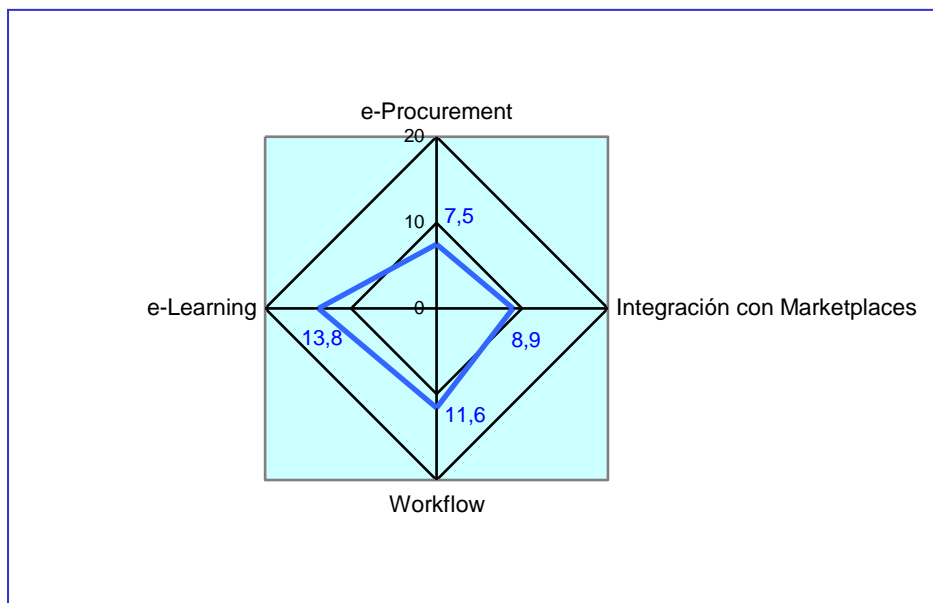 e-Procurement
20
10
7,5
e-Learning
0
Integración con Marketplaces
13,8
8,9
11,6
Workflow